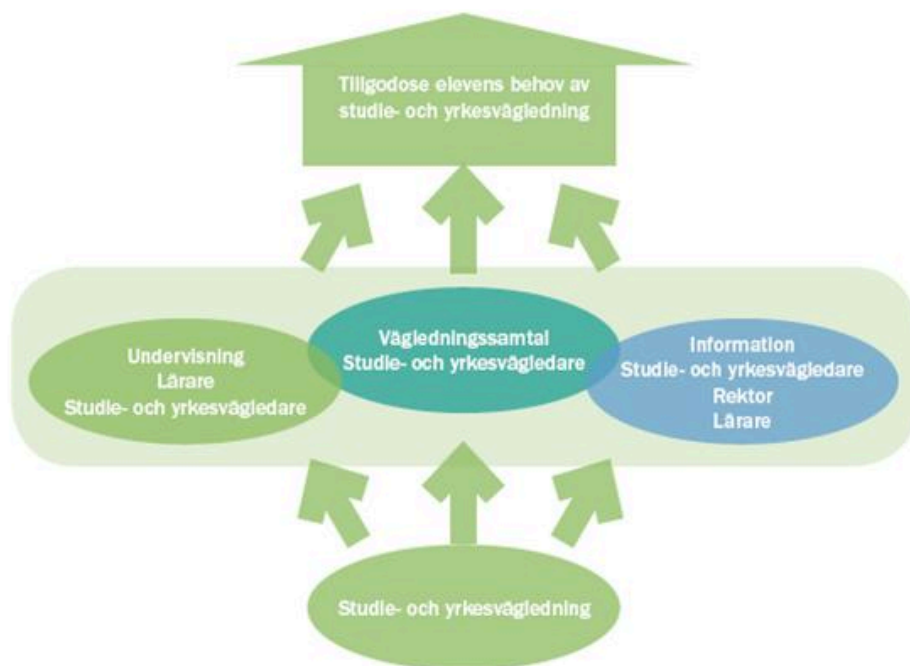 Tillgodose elevens behov av
studie- och yrkesvägledning
Vägledningssamtal
Studie- och yrkesvägledare
Undervisning
Lärare
Studie- och yrkesvägledare
Information
Studie- och yrkesvägledare
Rektor
Lärare
Studie- och yrkesvägledning